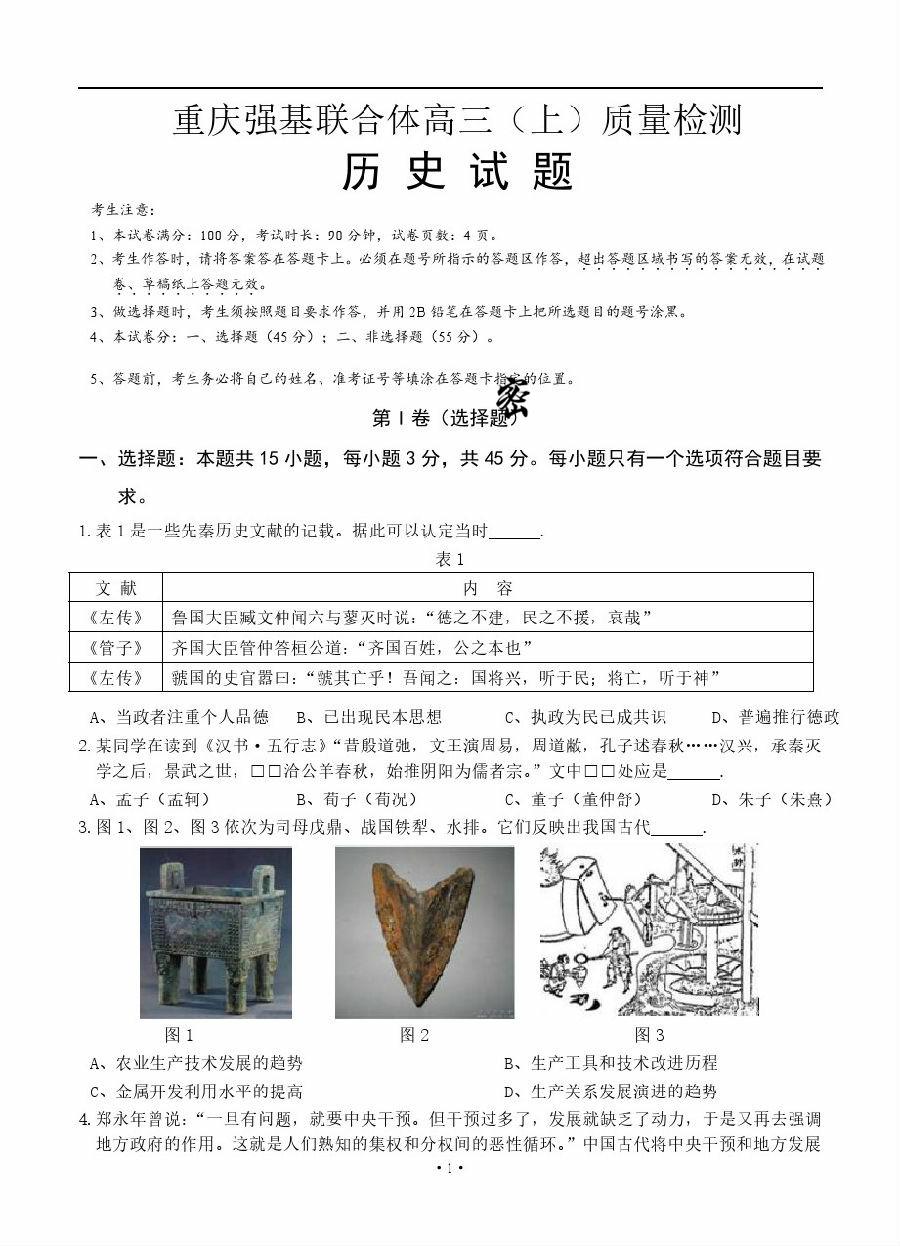 重庆强基联合体高三（上）质量检测
历 史 试 题
考生注意：
1、本试卷满分：100 分，考试时长：90 分钟，试卷页数：4 页。
2、考生作答时，请将答案答在答题卡上。必须在题号所指示的答题区作答，超出答题区域书写的答案无效，在试题
卷、草稿纸上答题无效。
3、做选择题时，考生须按照题目要求作答，并用 2B 铅笔在答题卡上把所选题目的题号涂黑。
4、本试卷分：一、选择题（45 分）；二、非选择题（55 分）。
5、答题前，考生务必将自己的姓名、准考证号等填涂在答题卡指定的位置。
密
第 I 卷（选择题）
一、选择题：本题共 15 小题，每小题 3 分，共 45 分。每小题只有一个选项符合题目要
求。
1. 表 1 是一些先秦历史文献的记载。据此可以认定当时______.
表 1
文 献 内 容
《左传》 鲁国大臣臧文仲闻六与蓼灭时说：“德之不建，民之不援，哀哉”
《管子》 齐国大臣管仲答桓公道：“齐国百姓，公之本也”
《左传》 虢国的史官嚚曰：“虢其亡乎！吾闻之：国将兴，听于民；将亡，听于神”
A、当政者注重个人品德 B、已出现民本思想 C、执政为民已成共识 D、普遍推行德政
2. 某同学在读到《汉书·五行志》“昔殷道弛，文王演周易，周道敝，孔子述春秋……汉兴，承秦灭
学之后，景武之世，□□治公羊春秋，始推阴阳为儒者宗。”文中□□处应是______.
A、孟子（孟轲） B、荀子（荀况） C、董子（董仲舒） D、朱子（朱熹）
3. 图 1、图 2、图 3 依次为司母戊鼎、战国铁犁、水排。它们反映出我国古代______.
图 1 图 2 图 3
A、农业生产技术发展的趋势 B、生产工具和技术改进历程
C、金属开发利用水平的提高 D、生产关系发展演进的趋势
4. 郑永年曾说：“一旦有问题，就要中央干预。但干预过多了，发展就缺乏了动力，于是又再去强调
地方政府的作用。这就是人们熟知的集权和分权间的恶性循环。”中国古代将中央干预和地方发展
·1·